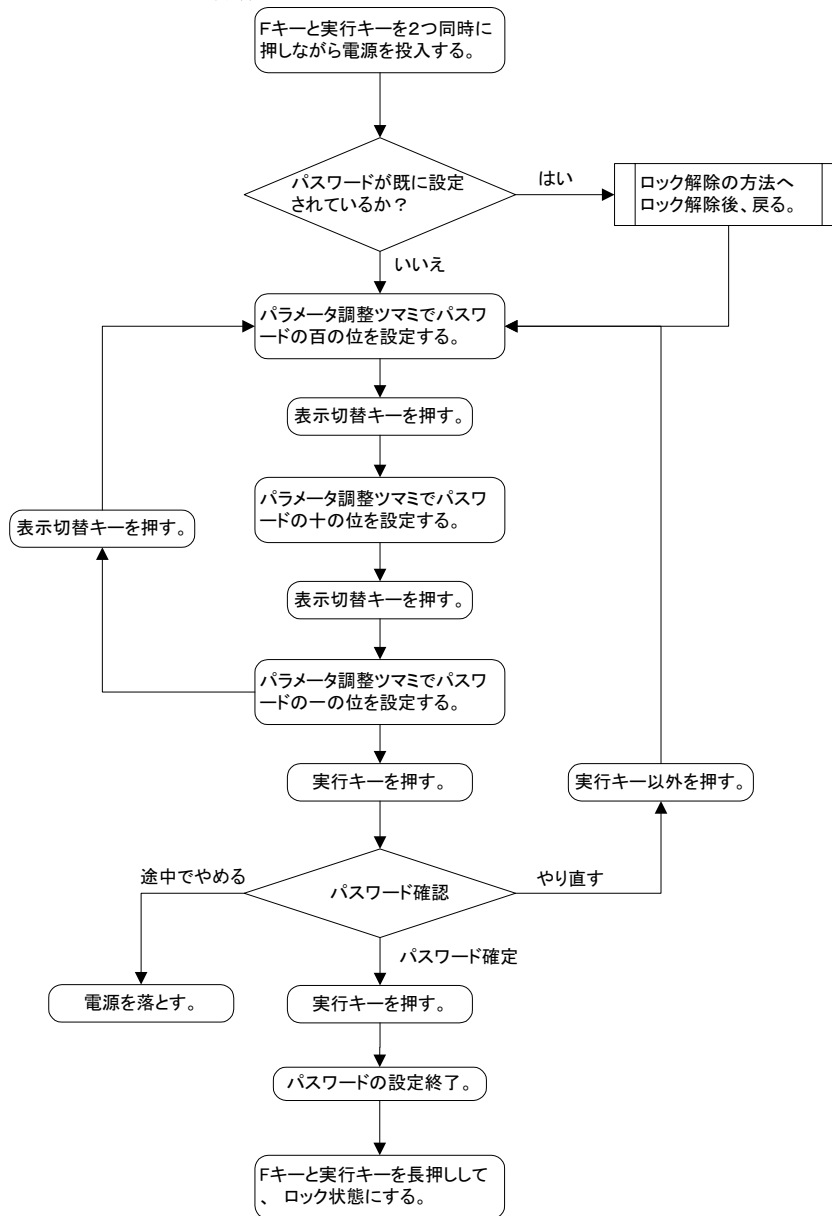 Fキーと実行キーを2つ同時に
押しながら電源を投入する。
パスワードが既に設定
されているか？
はい
ロック解除の方法へ
ロック解除後、戻る。
いいえ
パラメータ調整ツマミでパスワ
ードの百の位を設定する。
表示切替キーを押す。
パラメータ調整ツマミでパスワ
ードの十の位を設定する。
表示切替キーを押す。
表示切替キーを押す。
パラメータ調整ツマミでパスワ
ードの一の位を設定する。
実行キーを押す。
実行キー以外を押す。
途中でやめる
パスワード確認
やり直す
パスワード確定
電源を落とす。
実行キーを押す。
パスワードの設定終了。
Fキーと実行キーを長押しして
、 ロック状態にする。